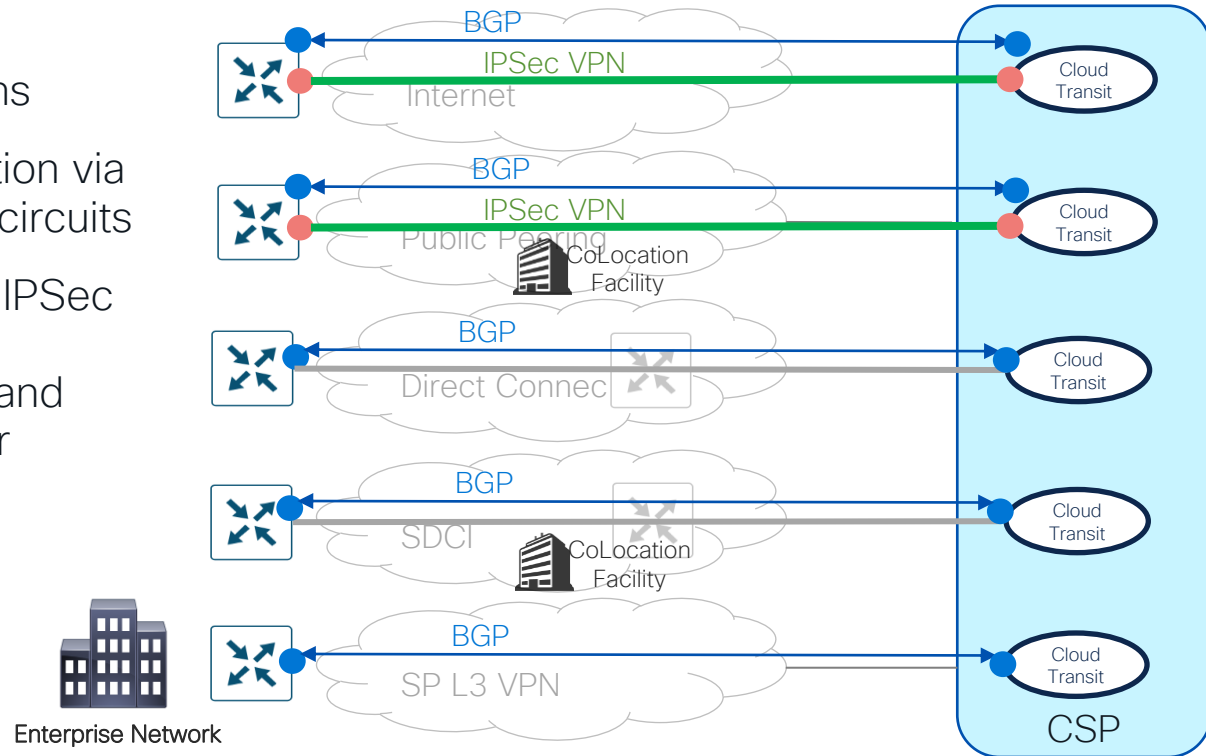 ns
tion via
circuits
IPSec
and
r
BGP
IPSec VPN
Internet
Cloud
Transit
BGP
IPSec VPN
Public Peering
CoLocation
Facility
Cloud
Transit
BGP
Direct Connec
Cloud
Transit
BGP
SDCI
CoLocation
Facility
Cloud
Transit
BGP
SP L3 VPN
Cloud
Transit
Enterprise Network
CSP